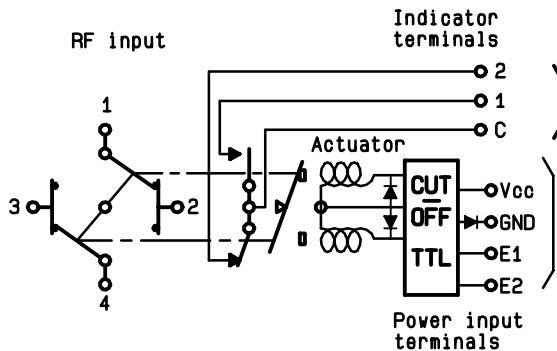 Indicator
terminals
RF input
2
1
C
1
Actuator
3
2
4
CUT
OFF
TTL
Vcc
GND
E1
E2
Power input
terminals